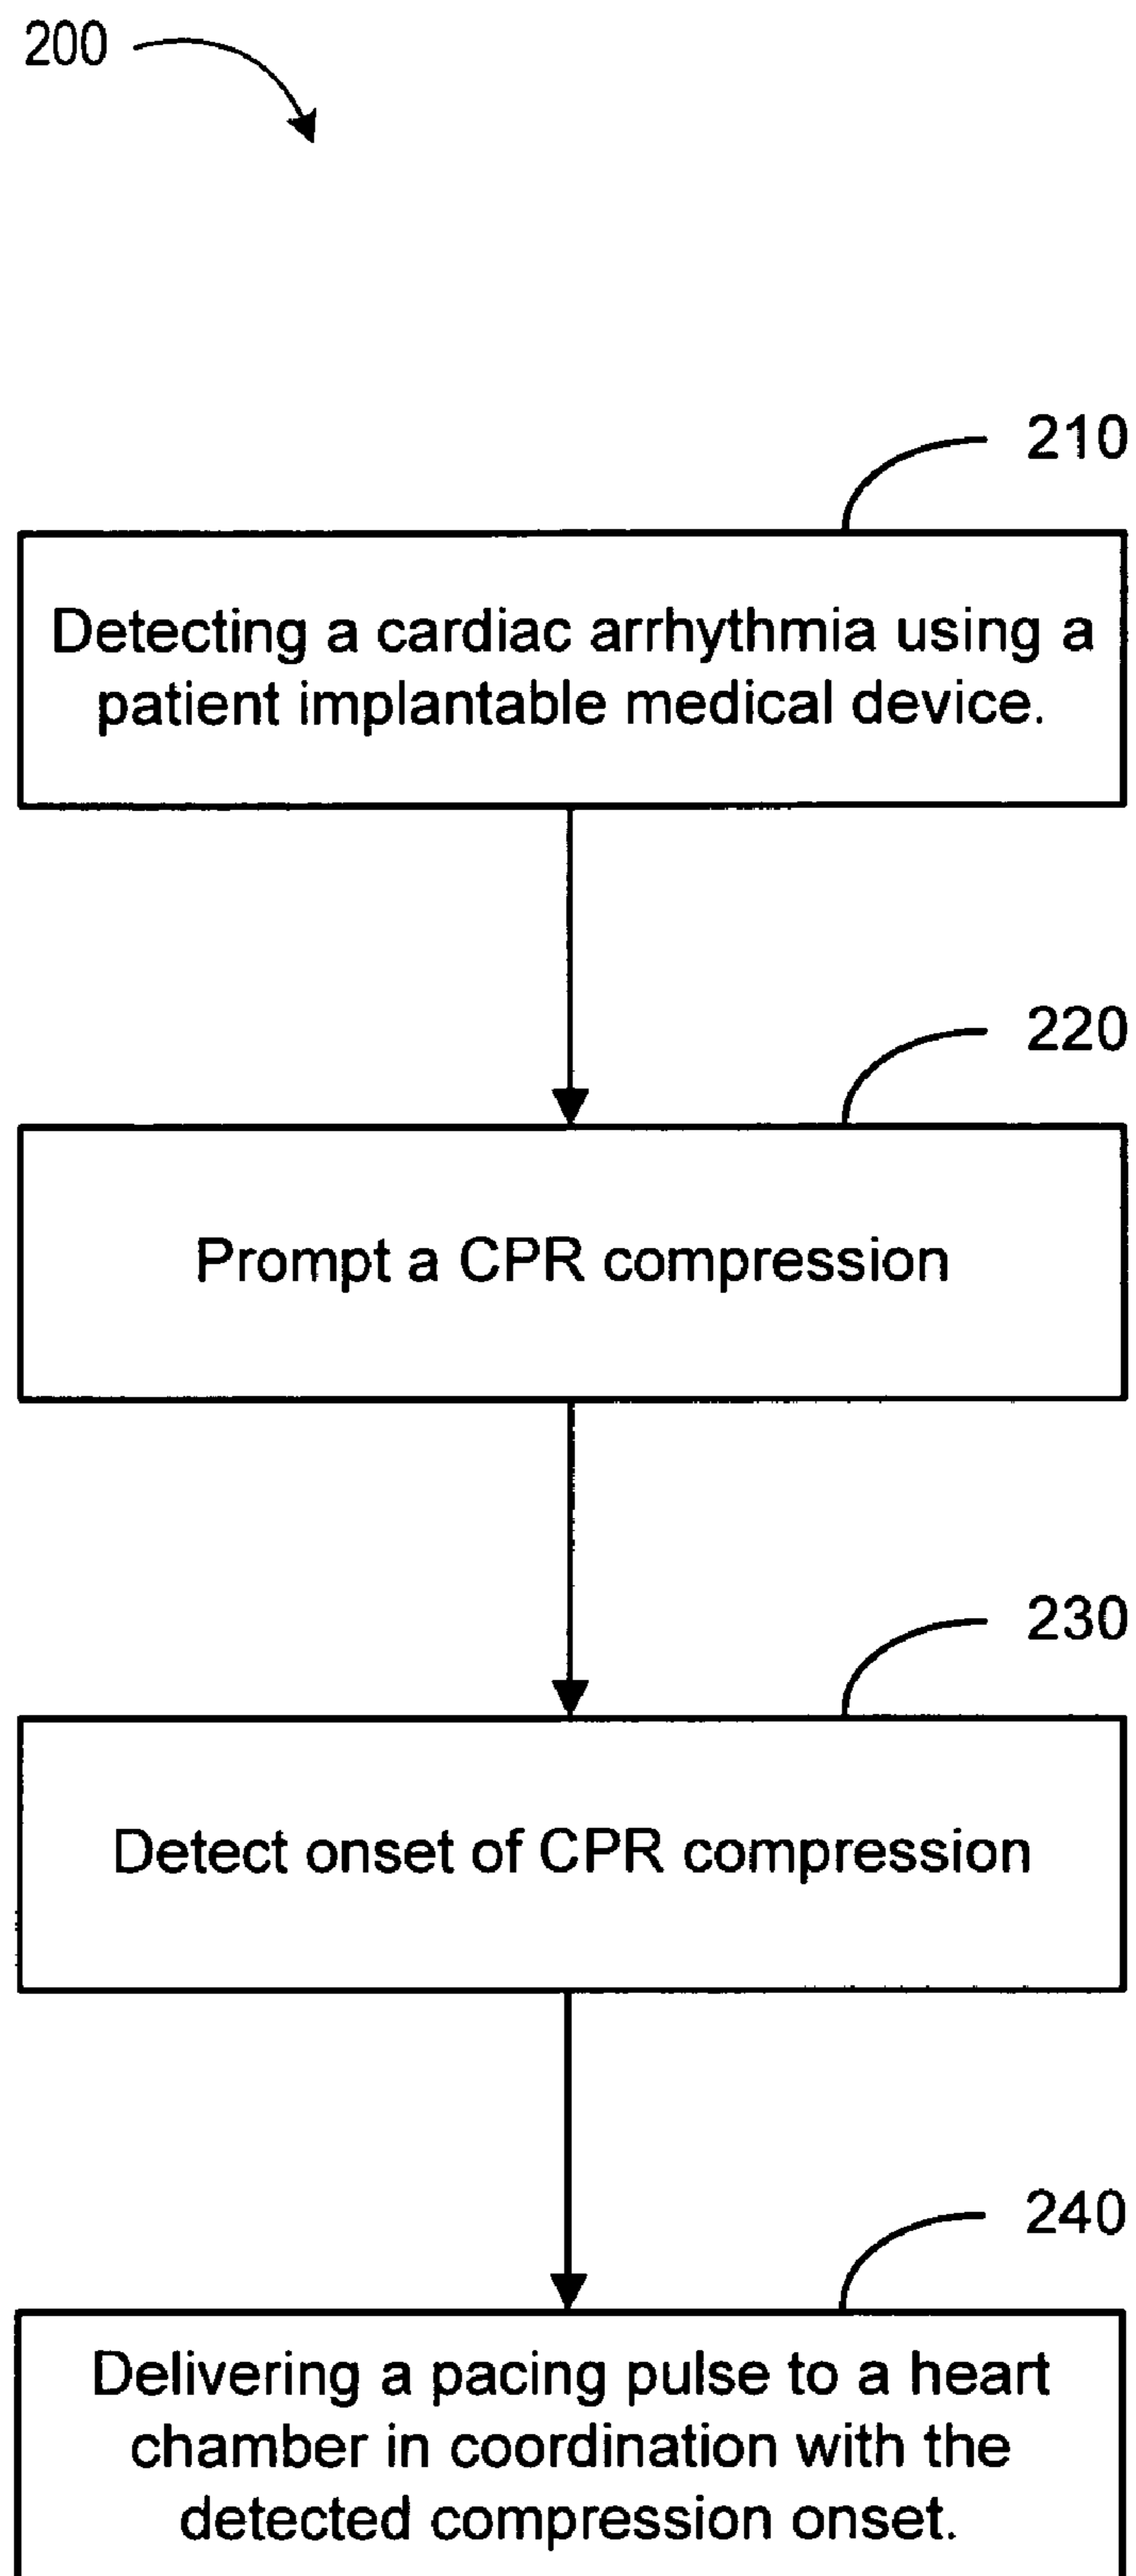 200
210
Detecting a cardiac arrhythmia using a
patient implantable medical device.
220
Prompt a CPR compression
230
Detect onset of CPR compression
240
Delivering a pacing pulse to a heart
chamber in coordination with the
detected compression onset.